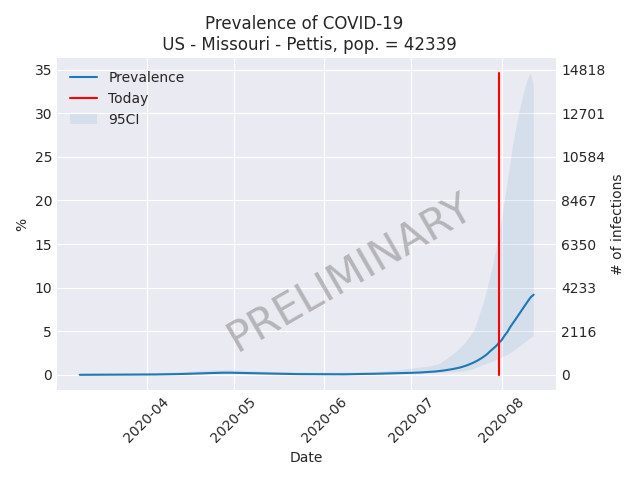 Prevalence of COVID-19
US - Missouri - Pettis, pop. = 42339
Prevalence
Today
95CI
PRELIMINARY
%
35
30
25
20
15
10
5
0
14818
12701
10584
8467
6350
4233
2116
0
# of infections
2020-04
2020-05
2020-06
2020-07
2020-08
Date